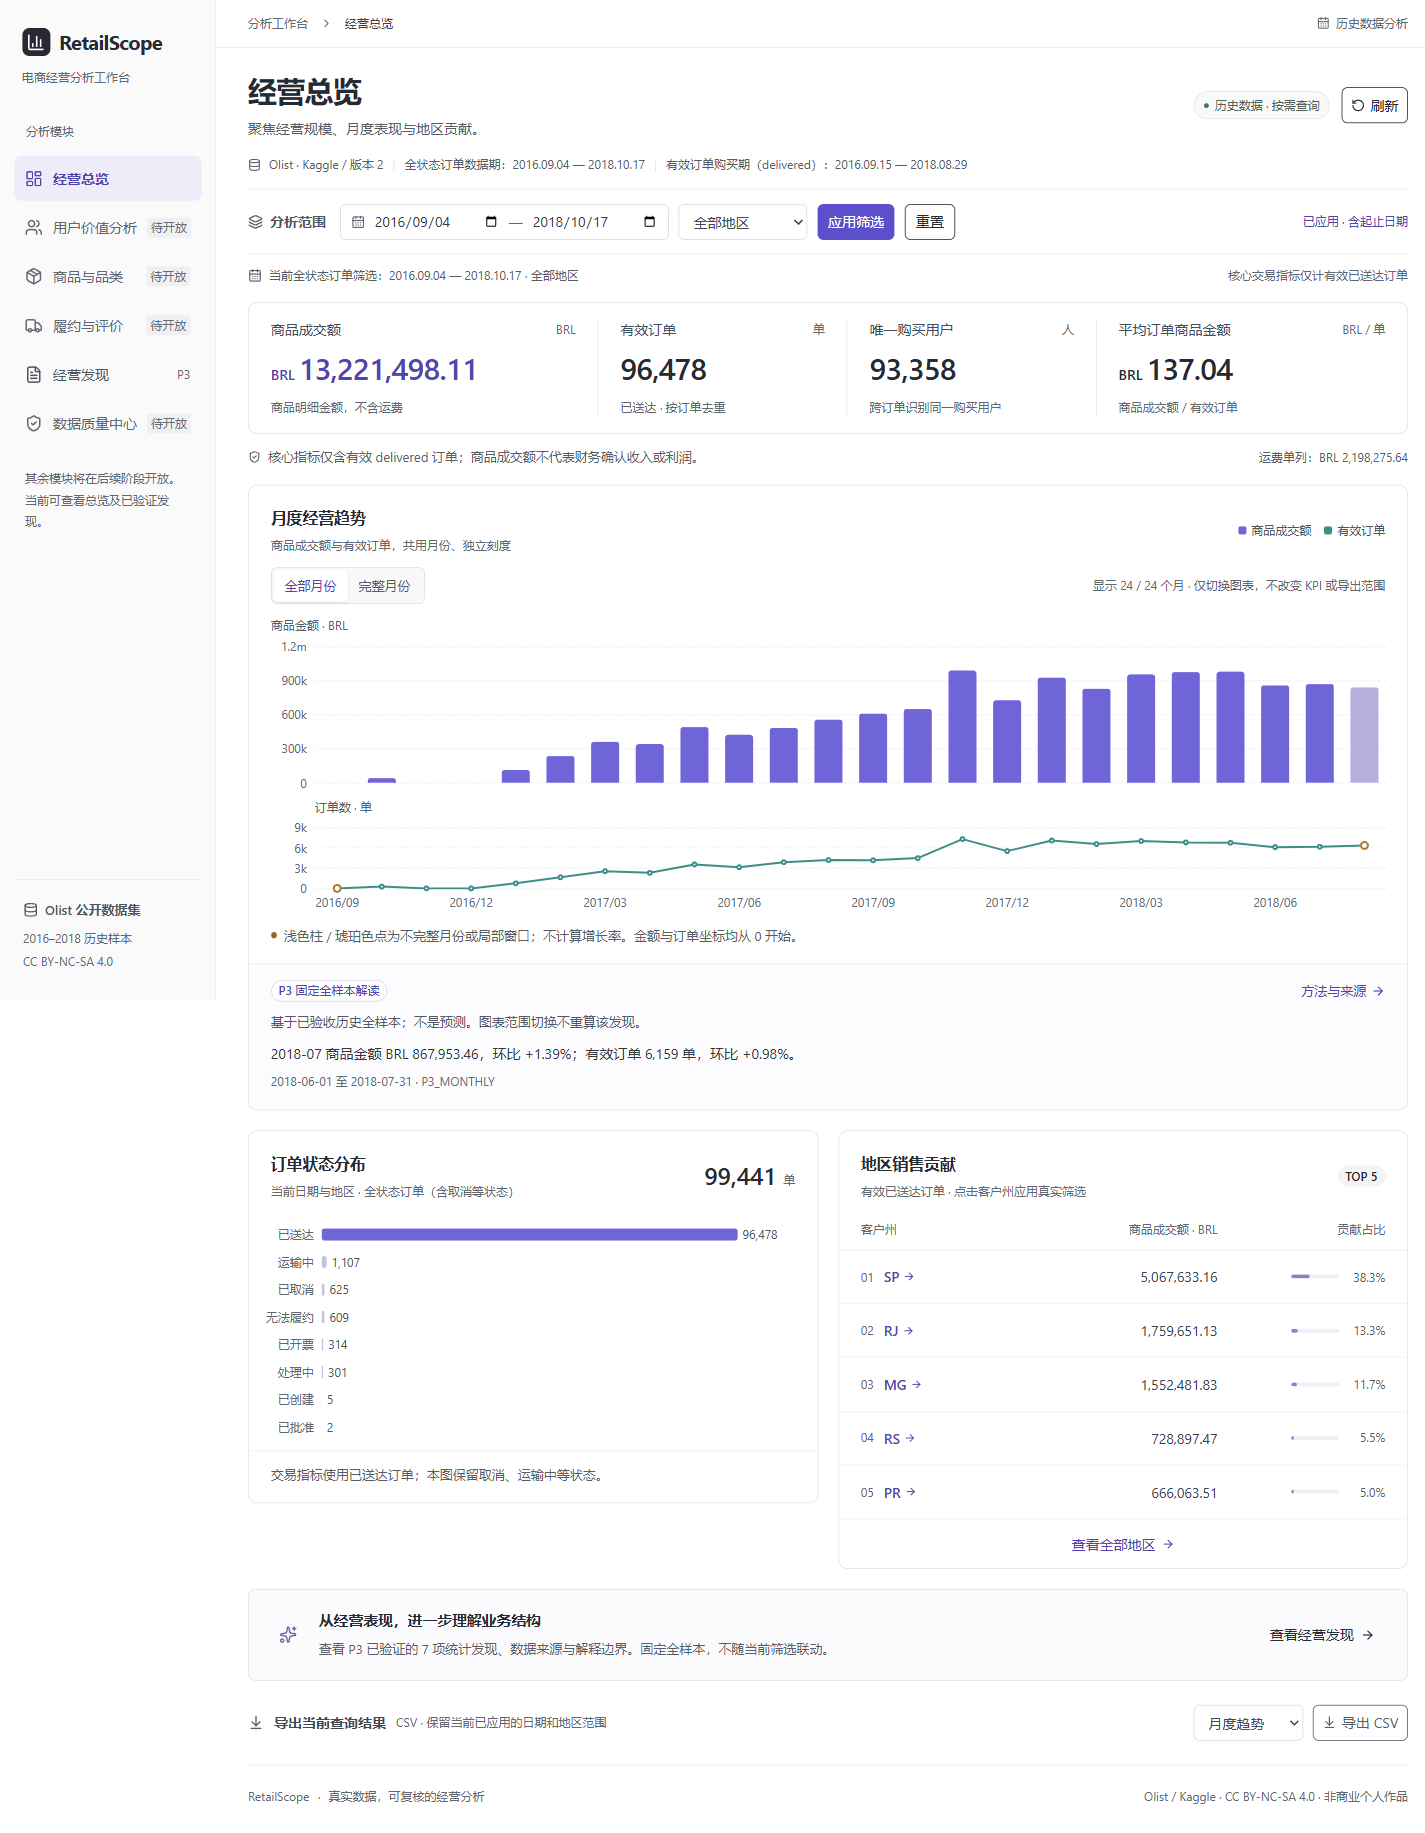 RetailScope
电商经营分析工作台
分析模块
经营总览
用户价值分析 待开放
商品与品类 待开放
履约与评价 待开放
经营发现 P3
数据质量中心 待开放
其余模块将在后续阶段开放。
当前可查看总览及已验证发
现。
Olist 公开数据集
2016–2018 历史样本
CC BY-NC-SA 4.0
分析工作台 > 经营总览
历史数据分析
经营总览
聚焦经营规模、月度表现与地区贡献。
历史数据 · 按需查询
刷新
Olist · Kaggle / 版本 2 | 全状态订单数据期：2016.09.04 — 2018.10.17 | 有效订单购买期（delivered）：2016.09.15 — 2018.08.29
分析范围 2016/09/04 — 2018/10/17 全部地区 应用筛选 重置
已应用 · 含起止日期
当前全状态订单筛选：2016.09.04 — 2018.10.17 · 全部地区
核心交易指标仅计有效已送达订单
商品成交额 BRL
BRL 13,221,498.11
商品明细金额，不含运费
有效订单 单
96,478
已送达 · 按订单去重
唯一购买用户 人
93,358
跨订单识别同一购买用户
平均订单商品金额 BRL / 单
BRL 137.04
商品成交额 / 有效订单
核心指标仅含有效 delivered 订单；商品成交额不代表财务确认收入或利润。
运费单列：BRL 2,198,275.64
月度经营趋势
商品成交额与有效订单，共用月份、独立刻度
商品成交额 有效订单
全部月份 完整月份
显示 24 / 24 个月 · 仅切换图表，不改变 KPI 或导出范围
商品金额 · BRL
1.2m
900k
600k
300k
0
订单数 · 单
9k
6k
3k
0
2016/09 2016/12 2017/03 2017/06 2017/09 2017/12 2018/03 2018/06
浅色柱 / 琥珀色点为不完整月份或局部窗口；不计算增长率。金额与订单坐标均从 0 开始。
P3 固定全样本解读
方法与来源
基于已验收历史全样本；不是预测。图表范围切换不重算该发现。
2018-07 商品金额 BRL 867,953.46，环比 +1.39%；有效订单 6,159 单，环比 +0.98%。
2018-06-01 至 2018-07-31 · P3_MONTHLY
订单状态分布
当前日期与地区 · 全状态订单（含取消等状态）
99,441 单
已送达 96,478
运输中 1,107
已取消 625
无法履约 609
已开票 314
处理中 301
已创建 5
已批准 2
交易指标使用已送达订单；本图保留取消、运输中等状态。
地区销售贡献
有效已送达订单 · 点击客户州应用真实筛选
TOP 5
客户州 商品成交额 · BRL 贡献占比
01 SP → 5,067,633.16 38.3%
02 RJ → 1,759,651.13 13.3%
03 MG → 1,552,481.83 11.7%
04 RS → 728,897.47 5.5%
05 PR → 666,063.51 5.0%
查看全部地区 →
从经营表现，进一步理解业务结构
查看 P3 已验证的 7 项统计发现、数据来源与解释边界。固定全样本，不随当前筛选联动。
查看经营发现 →
导出当前查询结果 CSV · 保留当前已应用的日期和地区范围
月度趋势
导出 CSV
RetailScope · 真实数据，可复核的经营分析
Olist / Kaggle · CC BY-NC-SA 4.0 · 非商业个人作品